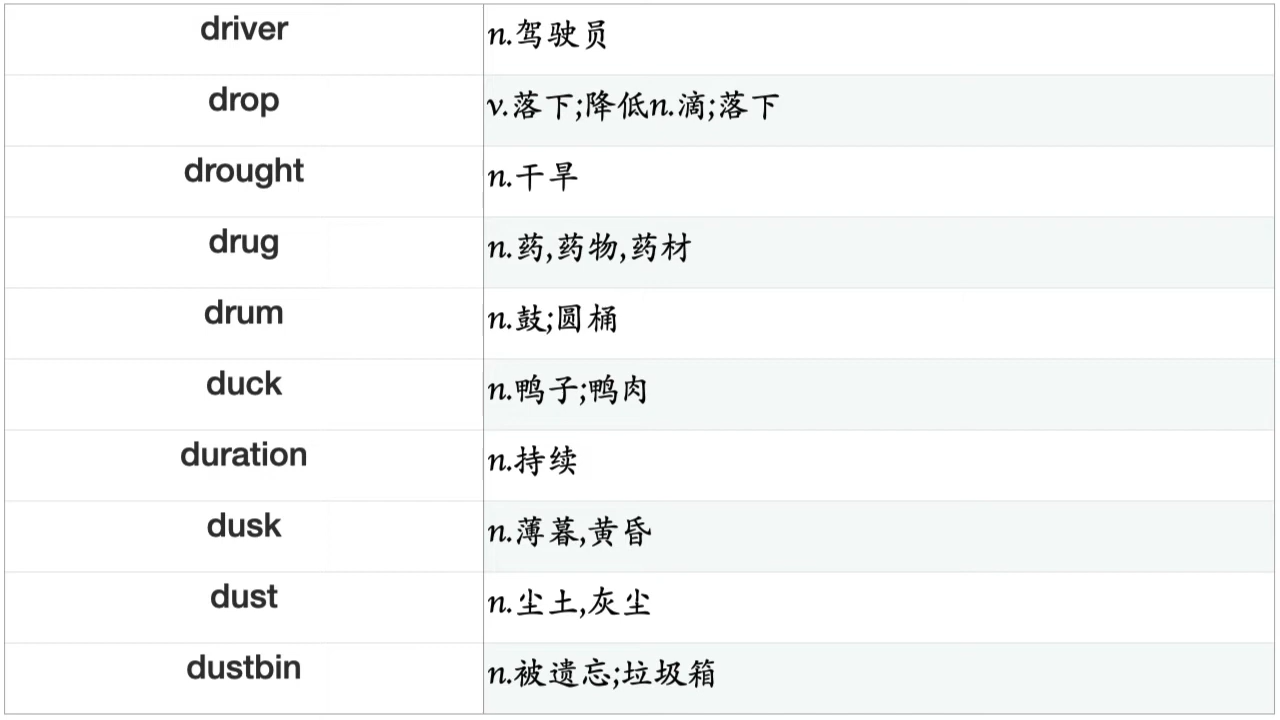 driver n.驾驶员
drop v.落下;降低n.滴;落下
drought n.干旱
drug n.药,药物,药材
drum n.鼓;圆桶
duck n.鸭子;鸭肉
duration n.持续
dusk n.薄暮,黄昏
dust n.尘土,灰尘
dustbin n.被遗忘;垃圾箱